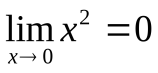 lim x² = 0
x → 0